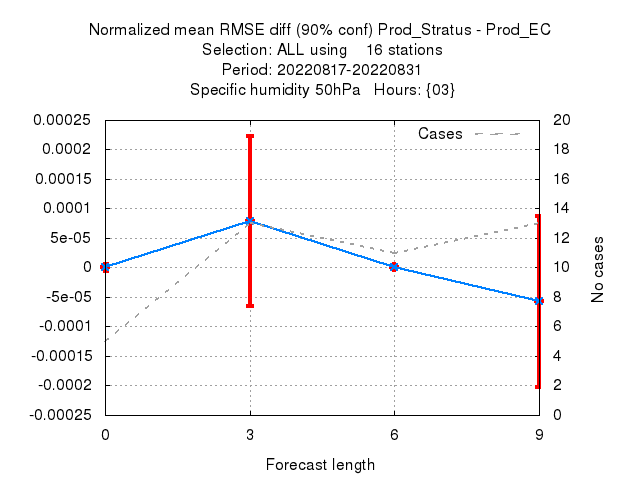 Normalized mean RMSE diff (90% conf) Prod_Stratus - Prod_EC
Selection: ALL using    16 stations
Period: 20220817-20220831
Specific humidity 50hPa   Hours: {03}
Cases
0.00025
0.0002
0.00015
0.0001
5e-05
0
-5e-05
-0.0001
-0.00015
-0.0002
-0.00025
20
18
16
14
12
10
8
6
4
2
0
No cases
0 3 6 9
Forecast length